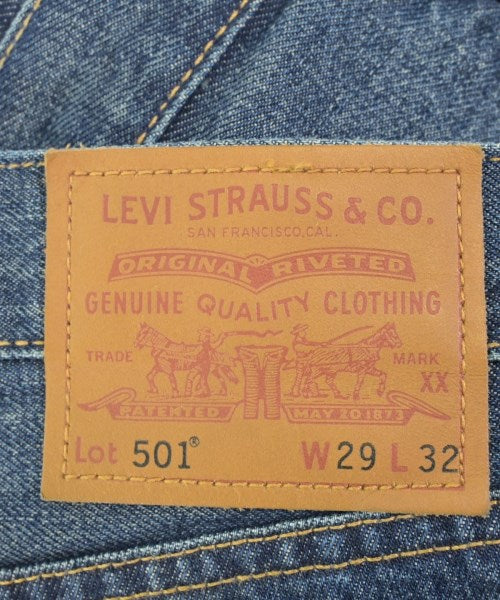 LEVI STRAUSS & CO.
SAN FRANCISCO, CAL.
ORIGINAL RIVETED
GENUINE QUALITY CLOTHING
TRADE MARK
XX
PATENTED MAY 20 1873
Lot 501® W 29 L 32